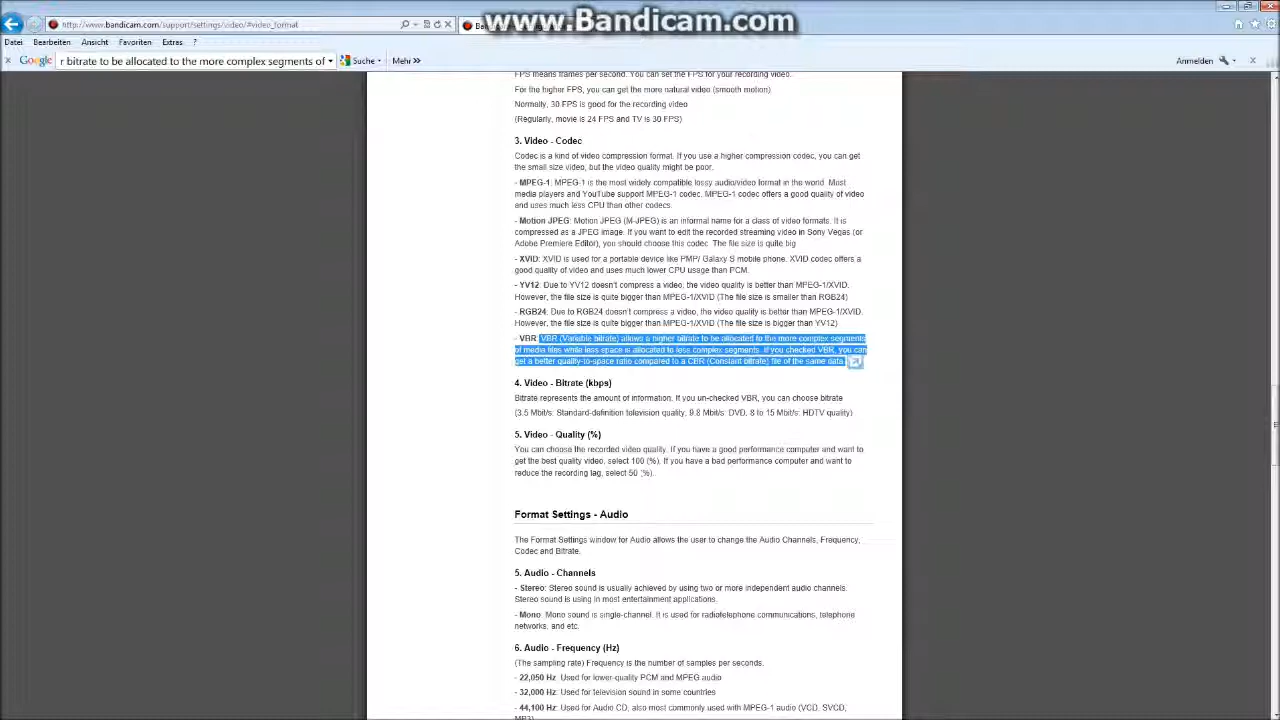 www.Bandicam.com
http://www.bandicam.com/support/settings/video/#video_format
Datei Bearbeiten Ansicht Favoriten Extras ?
Google r bitrate to be allocated to the more complex segments of Suche Mehr » Anmelden
FPS means frames per second. You can set the FPS for your recording video.
For the higher FPS, you can get the more natural video (smooth motion)
Normally, 30 FPS is good for the recording video
(Regularly, movie is 24 FPS and TV is 30 FPS)
3. Video - Codec
Codec is a kind of video compression format. If you use a higher compression codec, you can get
the small size video, but the video quality might be poor.
- MPEG-1: MPEG-1 is the most widely compatible lossy audio/video format in the world. Most
media players and YouTube support MPEG-1 codec. MPEG-1 codec offers a good quality of video
and uses much less CPU than other codecs.
- Motion JPEG: Motion JPEG (M-JPEG) is an informal name for a class of video formats. It is
compressed as a JPEG image. If you want to edit the recorded streaming video in Sony Vegas (or
Adobe Premiere Editor), you should choose this codec. The file size is quite big
- XVID: XVID is used for a portable device like PMP/ Galaxy S mobile phone. XVID codec offers a
good quality of video and uses much lower CPU usage than PCM.
- YV12: Due to YV12 doesn't compress a video, the video quality is better than MPEG-1/XVID.
However, the file size is quite bigger than MPEG-1/XVID (The file size is smaller than RGB24)
- RGB24: Due to RGB24 doesn't compress a video, the video quality is better than MPEG-1/XVID.
However, the file size is quite bigger than MPEG-1/XVID (The file size is bigger than YV12)
- VBR: VBR (Variable bitrate) allows a higher bitrate to be allocated to the more complex segments
of media files while less space is allocated to less complex segments. If you checked VBR, you can
get a better quality-to-space ratio compared to a CBR (Constant bitrate) file of the same data.
4. Video - Bitrate (kbps)
Bitrate represents the amount of information. If you un-checked VBR, you can choose bitrate
(3.5 Mbit/s: Standard-definition television quality, 9.8 Mbit/s: DVD, 8 to 15 Mbit/s: HDTV quality)
5. Video - Quality (%)
You can choose the recorded video quality. If you have a good performance computer and want to
get the best quality video, select 100 (%), If you have a bad performance computer and want to
reduce the recording lag, select 50 (%).
Format Settings - Audio
The Format Settings window for Audio allows the user to change the Audio Channels, Frequency,
Codec and Bitrate.
5. Audio - Channels
- Stereo: Stereo sound is usually achieved by using two or more independent audio channels.
Stereo sound is using in most entertainment applications.
- Mono: Mono sound is single-channel. It is used for radiotelephone communications, telephone
networks, and etc.
6. Audio - Frequency (Hz)
(The sampling rate) Frequency is the number of samples per seconds.
- 22,050 Hz: Used for lower-quality PCM and MPEG audio
- 32,000 Hz: Used for television sound in some countries
- 44,100 Hz: Used for Audio CD, also most commonly used with MPEG-1 audio (VCD, SVCD,
MP3)